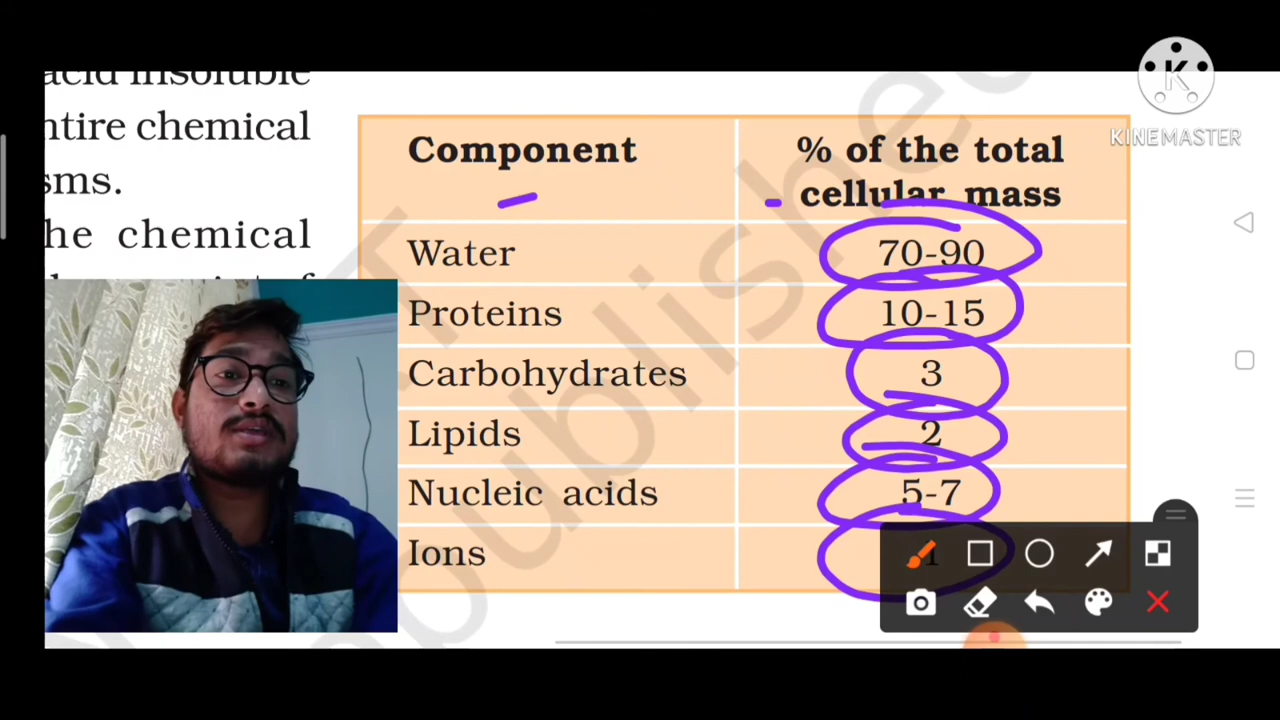 acid insoluble
ntire chemical
sms.
he chemical
Component
% of the total
cellular mass
Water
70-90
Proteins
10-15
Carbohydrates
3
Lipids
2
Nucleic acids
5-7
Ions
1
K
KINEMASTER